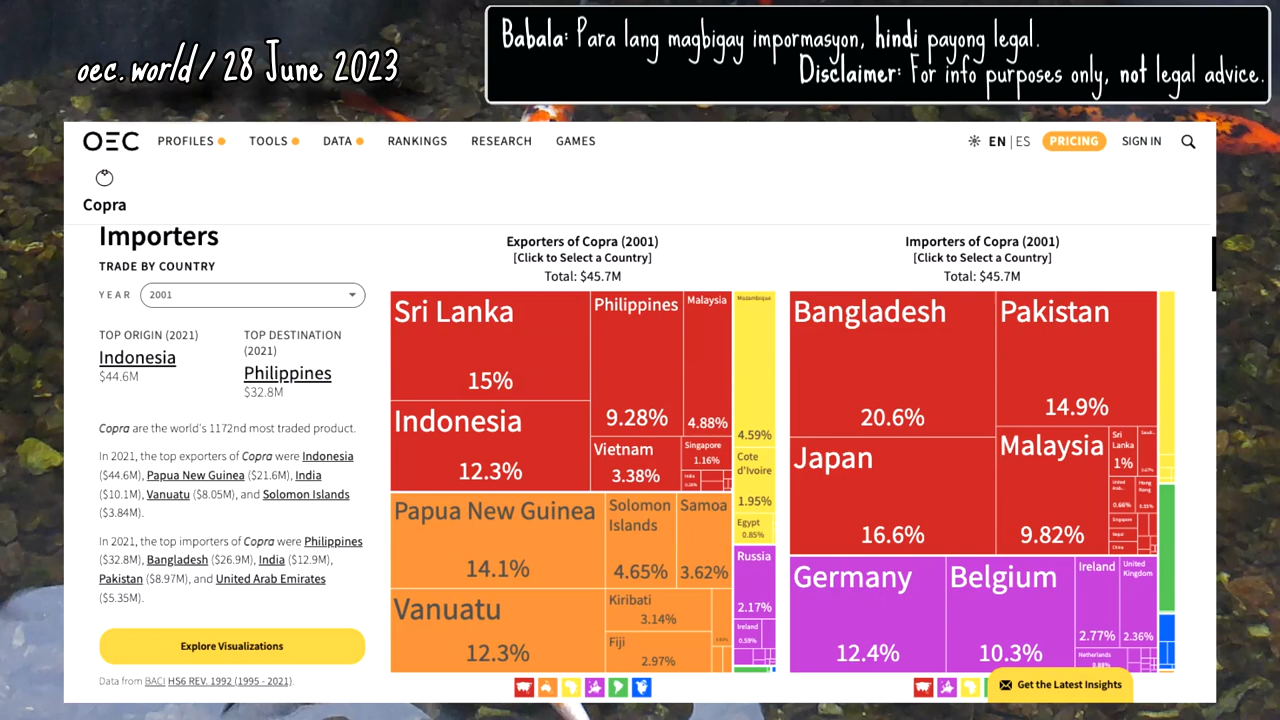 oec.world / 28 June 2023
Babala: Para lang magbigay impormasyon, hindi payong legal.
Disclaimer: For info purposes only, not legal advice.
OEC PROFILES TOOLS DATA RANKINGS RESEARCH GAMES EN | ES PRICING SIGN IN
Copra
Importers
TRADE BY COUNTRY
YEAR 2001
TOP ORIGIN (2021)
Indonesia
$44.6M
TOP DESTINATION
(2021)
Philippines
$32.8M
Copra are the world's 1172nd most traded product.
In 2021, the top exporters of Copra were Indonesia
($44.6M), Papua New Guinea ($21.6M), India
($10.1M), Vanuatu ($8.05M), and Solomon Islands
($3.84M).
In 2021, the top importers of Copra were Philippines
($32.8M), Bangladesh ($26.9M), India ($12.9M),
Pakistan ($8.97M), and United Arab Emirates
($5.35M).
Explore Visualizations
Data from BACI HS6 REV. 1992 (1995 - 2021).
Exporters of Copra (2001)
[Click to Select a Country]
Total: $45.7M
Sri Lanka
15%
Indonesia
12.3%
Philippines
9.28%
Malaysia
4.88%
Vietnam
3.38%
Singapore
1.16%
Papua New Guinea
14.1%
Vanuatu
12.3%
Solomon
Islands
4.65%
Samoa
3.62%
Kiribati
3.14%
Fiji
2.97%
Mozambique
4.59%
Cote
d'Ivoire
1.95%
Egypt
0.85%
Russia
2.17%
Ireland
0.59%
Importers of Copra (2001)
[Click to Select a Country]
Total: $45.7M
Bangladesh
20.6%
Pakistan
14.9%
Japan
16.6%
Malaysia
9.82%
Sri
Lanka
1%
United
Arab...
0.66%
Hong
Kong
Singapore
Nepal
China
Germany
12.4%
Belgium
10.3%
Ireland
2.77%
United
Kingdom
2.36%
Netherlands
0.88%
Get the Latest Insights